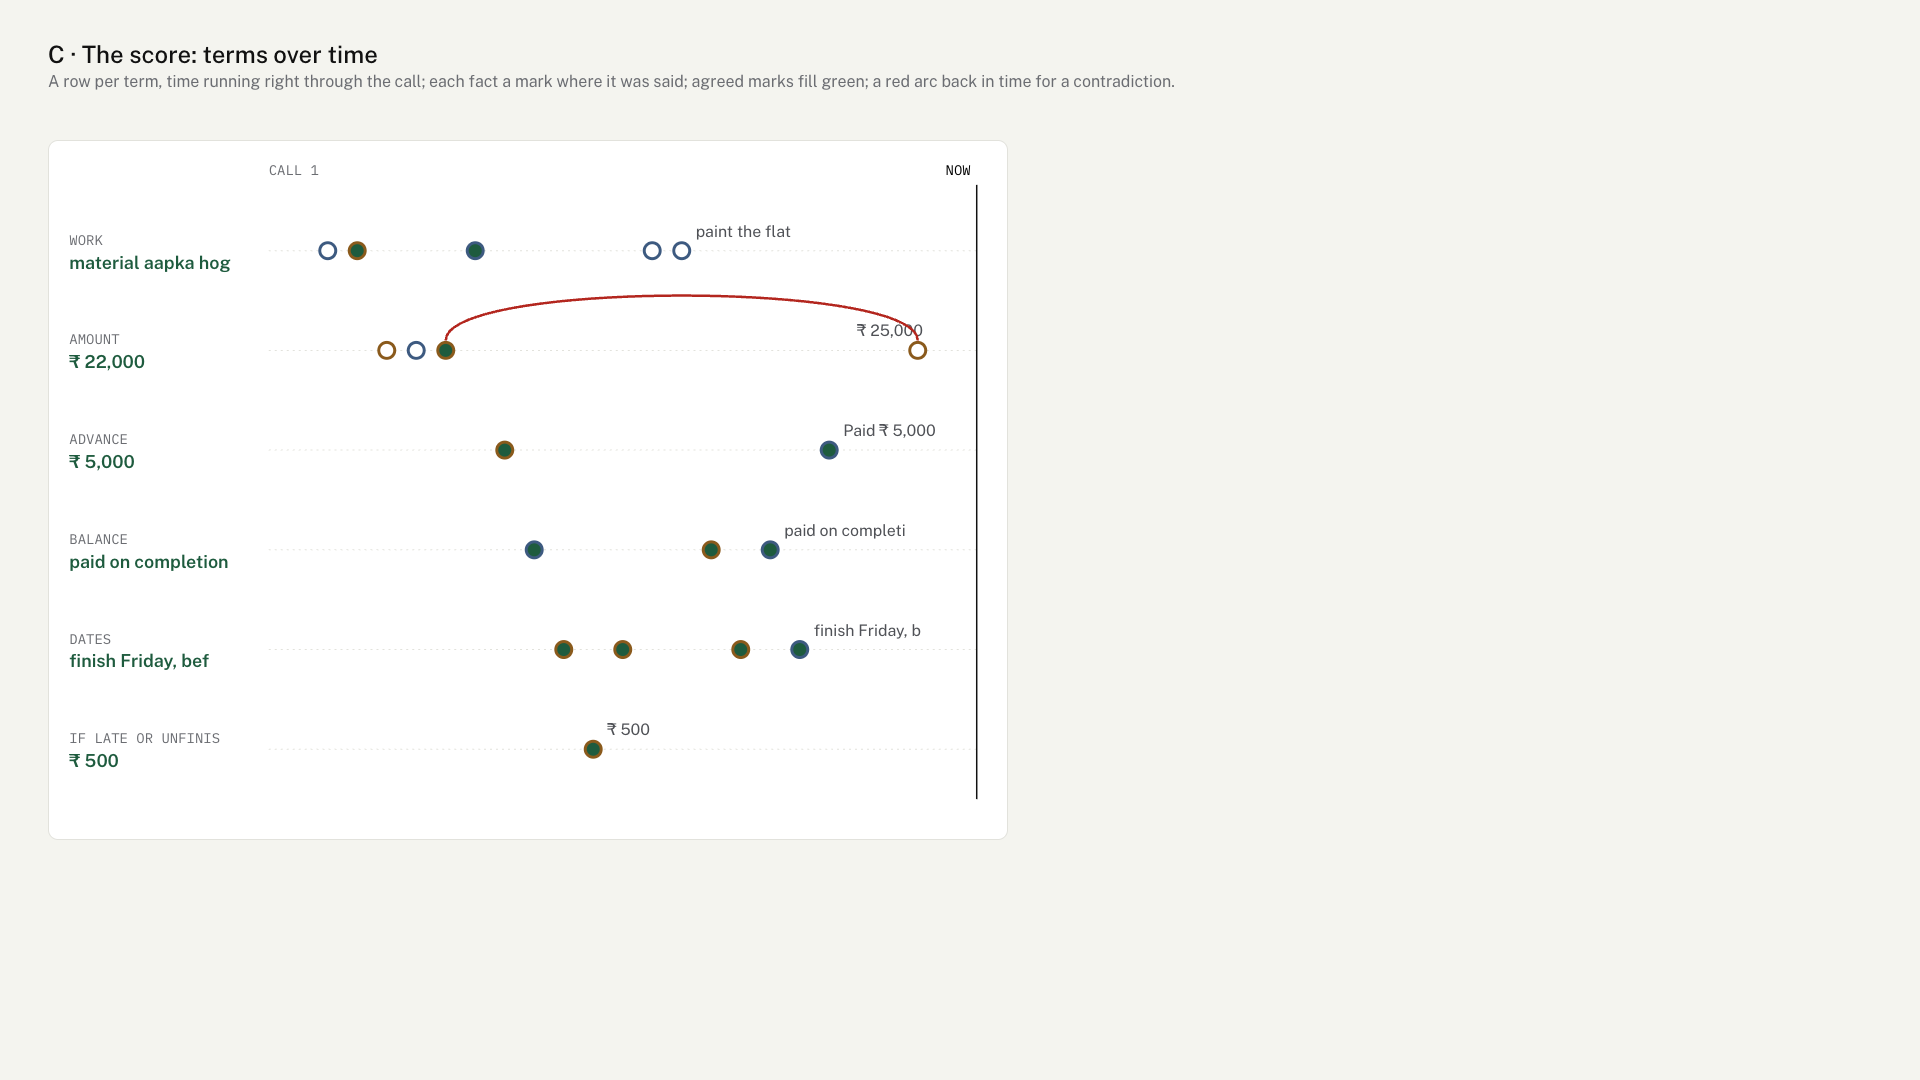 C · The score: terms over time
A row per term, time running right through the call; each fact a mark where it was said; agreed marks fill green; a red arc back in time for a contradiction.
CALL 1
NOW
WORK
material aapka hog
paint the flat
AMOUNT
₹ 22,000
₹ 25,000
ADVANCE
₹ 5,000
Paid ₹ 5,000
BALANCE
paid on completion
paid on completi
DATES
finish Friday, bef
finish Friday, b
IF LATE OR UNFINIS
₹ 500
₹ 500